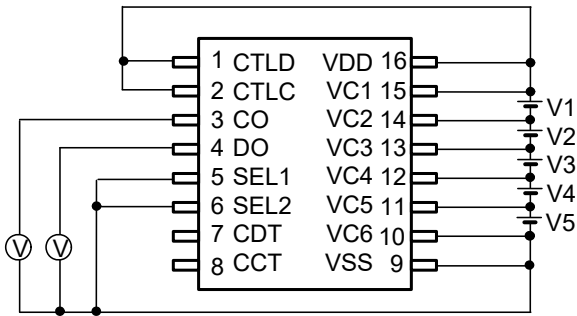 1 CTLD VDD 16
2 CTLC VC1 15
3 CO VC2 14
4 DO VC3 13
5 SEL1 VC4 12
6 SEL2 VC5 11
7 CDT VC6 10
8 CCT VSS 9
V1
V2
V3
V4
V5
V
V